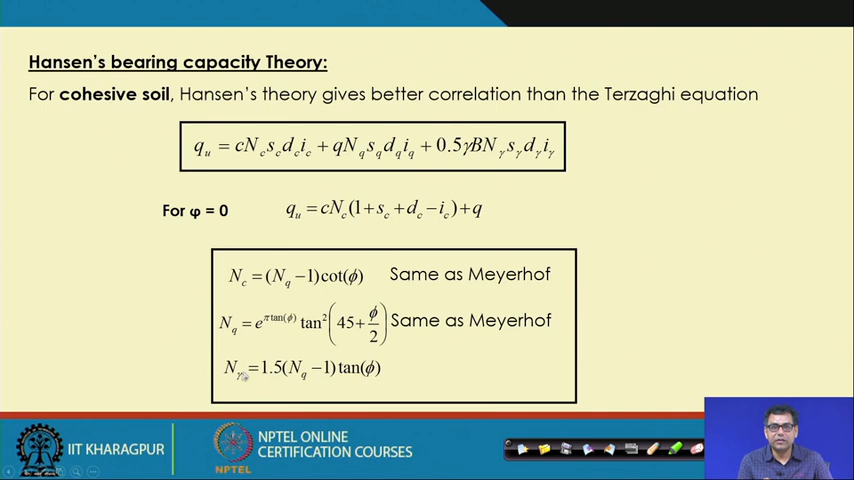 Hansen's bearing capacity Theory:
For cohesive soil, Hansen's theory gives better correlation than the Terzaghi equation
q_u = cN_c s_c d_c i_c + qN_q s_q d_q i_q + 0.5γBN_γ s_γ d_γ i_γ
For φ = 0 q_u = cN_c(1 + s_c + d_c − i_c) + q
N_c = (N_q − 1)cot(ϕ) Same as Meyerhof
N_q = e^{π tan(ϕ)} tan²(45 + ϕ/2) Same as Meyerhof
N_γ = 1.5(N_q − 1)tan(ϕ)
IIT KHARAGPUR
NPTEL
NPTEL ONLINE
CERTIFICATION COURSES